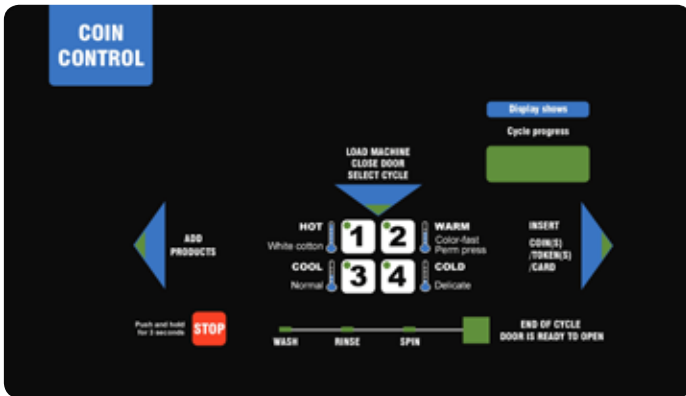 COIN
CONTROL
Display shows
Cycle progress
LOAD MACHINE
CLOSE DOOR
SELECT CYCLE
ADD
PRODUCTS
HOT
White cotton
1
2
WARM
Color-fast
Perm press
COOL
Normal
3
4
COLD
Delicate
INSERT
COIN(S)
/TOKEN(S)
/CARD
Push and hold
for 3 seconds
STOP
WASH
RINSE
SPIN
END OF CYCLE
DOOR IS READY TO OPEN